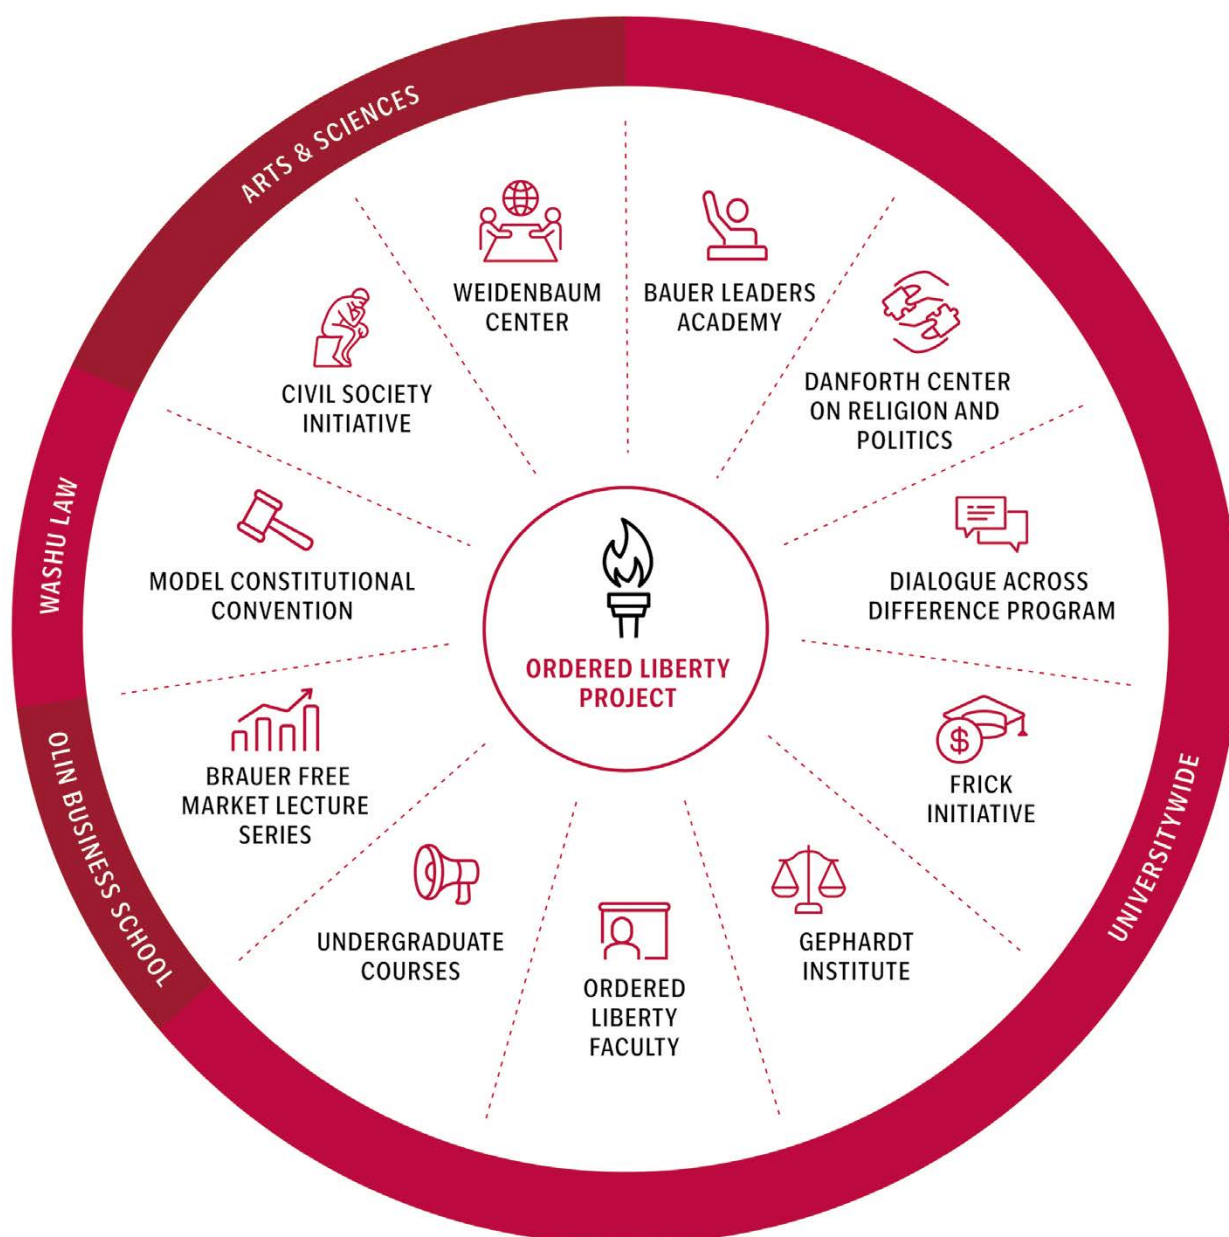 ARTS & SCIENCES
WASHU LAW
OLIN BUSINESS SCHOOL
UNIVERSITYWIDE
WEIDENBAUM
CENTER
BAUER LEADERS
ACADEMY
DANFORTH CENTER
ON RELIGION AND
POLITICS
DIALOGUE ACROSS
DIFFERENCE PROGRAM
$
FRICK
INITIATIVE
GEPHARDT
INSTITUTE
ORDERED
LIBERTY
FACULTY
UNDERGRADUATE
COURSES
BRAUER FREE
MARKET LECTURE
SERIES
MODEL CONSTITUTIONAL
CONVENTION
CIVIL SOCIETY
INITIATIVE
ORDERED LIBERTY
PROJECT